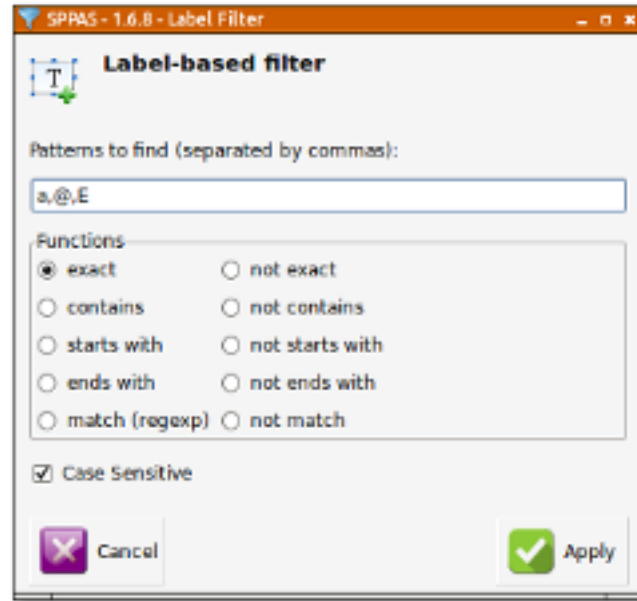 SPPAS - 1.6.8 - Label Filter
T
Label-based filter
Patterns to find (separated by commas):
a,@,E
Functions
exact not exact
contains not contains
starts with not starts with
ends with not ends with
match (regexp) not match
Case Sensitive
Cancel Apply